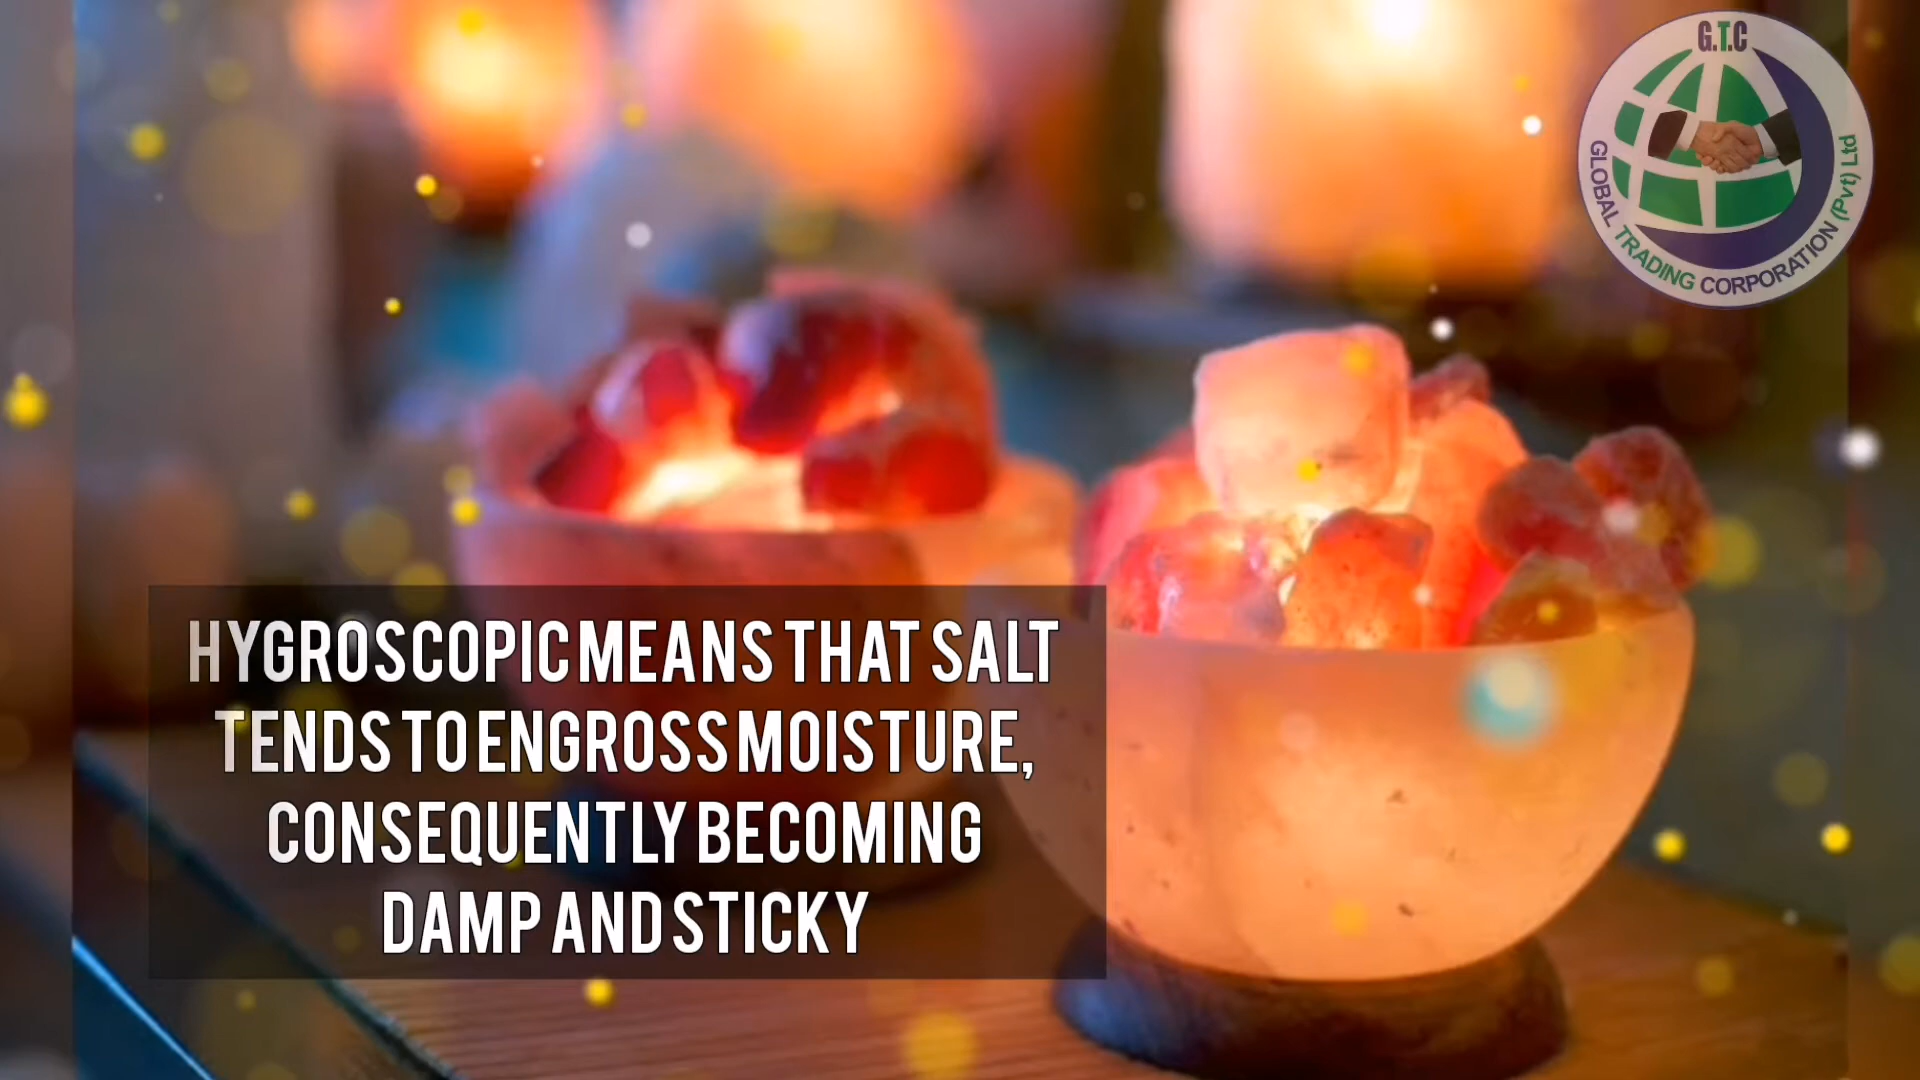 G.T.C
GLOBAL TRADING CORPORATION (Pvt) Ltd
HYGROSCOPIC MEANS THAT SALT
TENDS TO ENGROSS MOISTURE,
CONSEQUENTLY BECOMING
DAMP AND STICKY